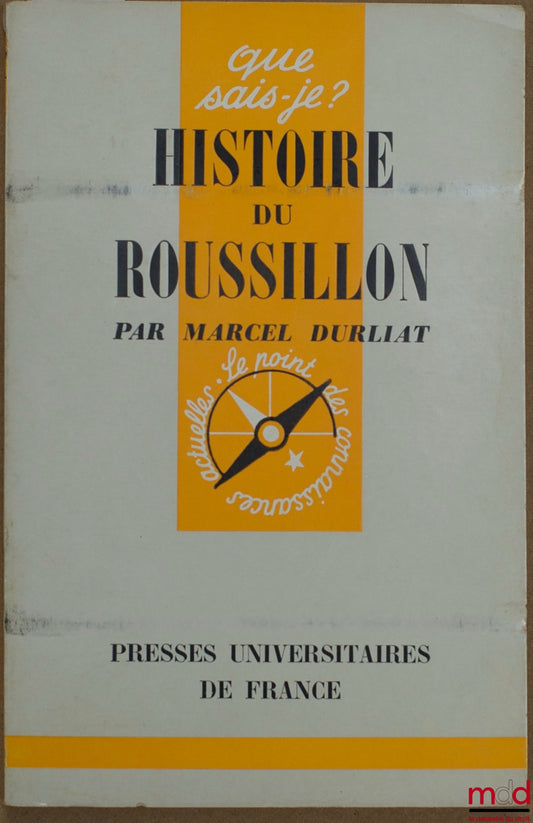 que
sais-je?
HISTOIRE
DU
ROUSSILLON
PAR MARCEL DURLIAT
Le point des connaissances actuelles.
PRESSES UNIVERSITAIRES
DE FRANCE
mdd